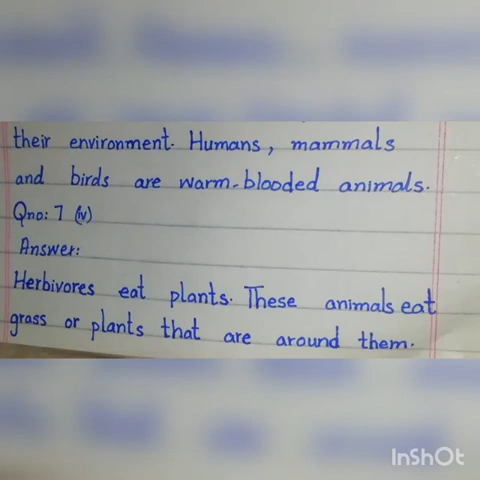 their environment. Humans, mammals
and birds are warm-blooded animals.
Qno: 7 (iv)
Answer:
Herbivores eat plants. These animals eat
grass or plants that are around them.
InShOt